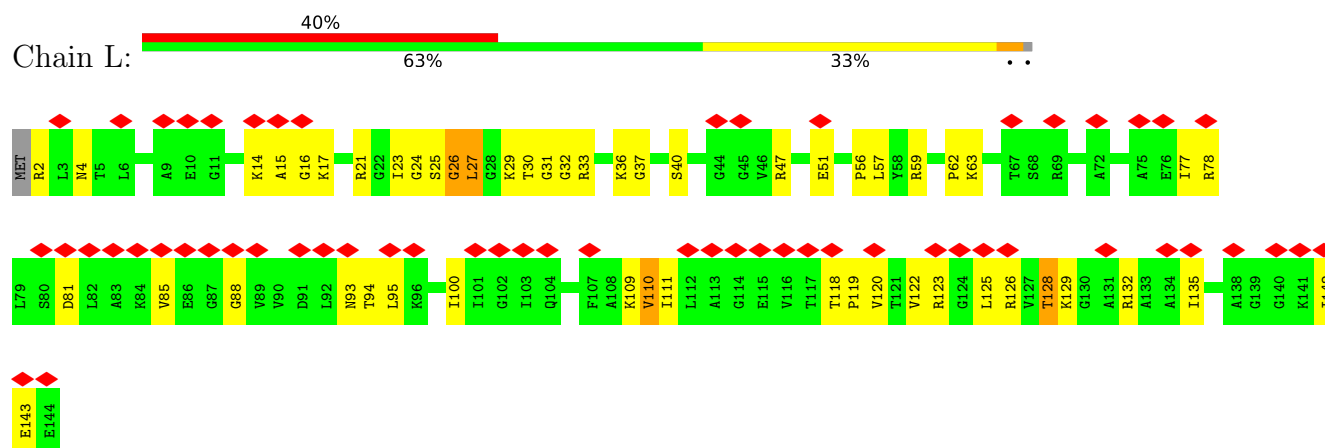 40%
Chain L:
63% 33% • •
MET R2 L3 N4 T5 L6 A9 E10 G11 K14 A15 G16 K17 R21 G22 I23 G24 S25 G26 L27 G28 K29 T30 G31 G32 R33 K36 G37 S40 G44 G45 V46 R47 E51 P56 L57 Y58 R59 P62 K63 T67 S68 R69 A72 A75 E76 I77 R78
L79 S80 D81 L82 A83 K84 V85 E86 G87 G88 V89 V90 D91 L92 N93 T94 L95 K96 I100 I101 G102 I103 Q104 F107 A108 K109 V110 I111 L112 A113 G114 E115 V116 T117 T118 P119 V120 T121 V122 R123 G124 L125 R126 V127 T128 K129 G130 A131 R132 A133 A134 I135 A138 G139 G140 K141
E143 E144